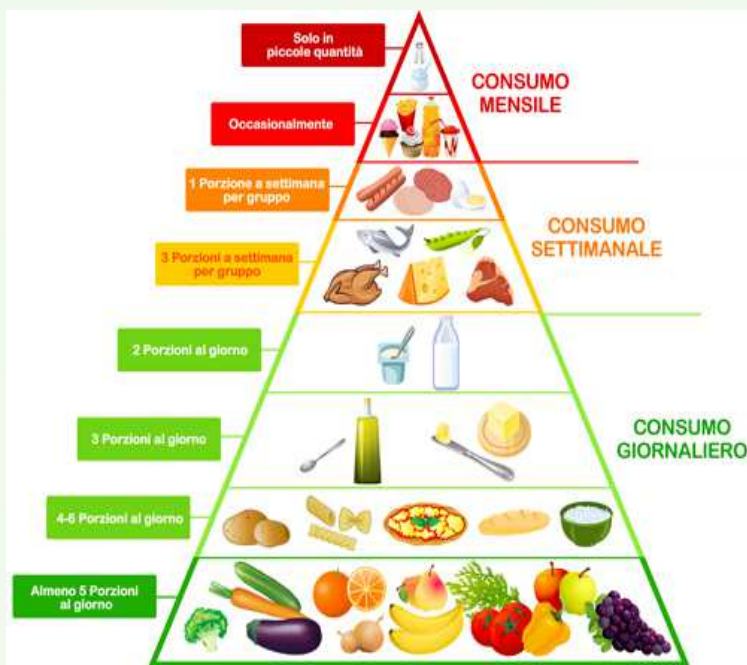 Solo in
piccole quantità
CONSUMO
MENSILE
Occasionalmente
1 Porzione a settimana
per gruppo
CONSUMO
SETTIMANALE
3 Porzioni a settimana
per gruppo
2 Porzioni al giorno
3 Porzioni al giorno
CONSUMO
GIORNALIERO
4-6 Porzioni al giorno
Almeno 5 Porzioni
al giorno